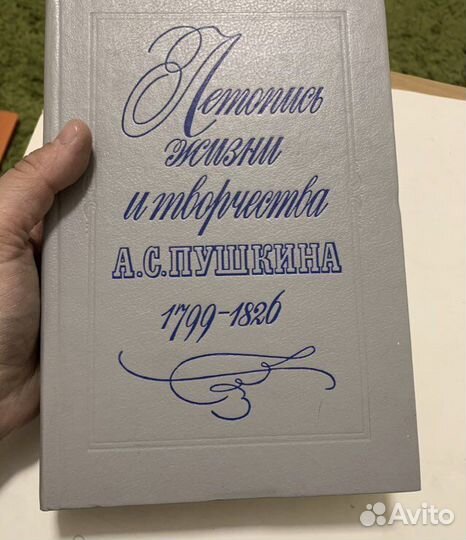 Летопись
жизни
и творчества
А.С.ПУШКИНА
1799-1826
Avito